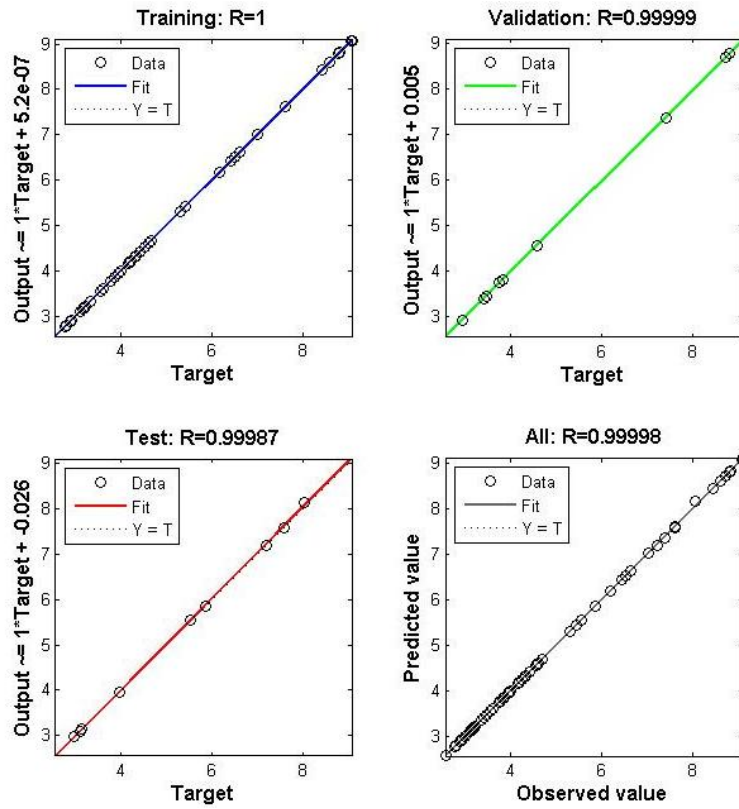 Training: R=1
Output ~= 1*Target + 5.2e-07
9
8
7
6
5
4
3
Data
Fit
Y = T
4
6
8
Target
Validation: R=0.99999
Output ~= 1*Target + 0.005
9
8
7
6
5
4
3
Data
Fit
Y = T
4
6
8
Target
Test: R=0.99987
Output ~= 1*Target + -0.026
9
8
7
6
5
4
3
Data
Fit
Y = T
4
6
8
Target
All: R=0.99998
Predicted value
9
8
7
6
5
4
3
Data
Fit
Y = T
4
6
8
Observed value